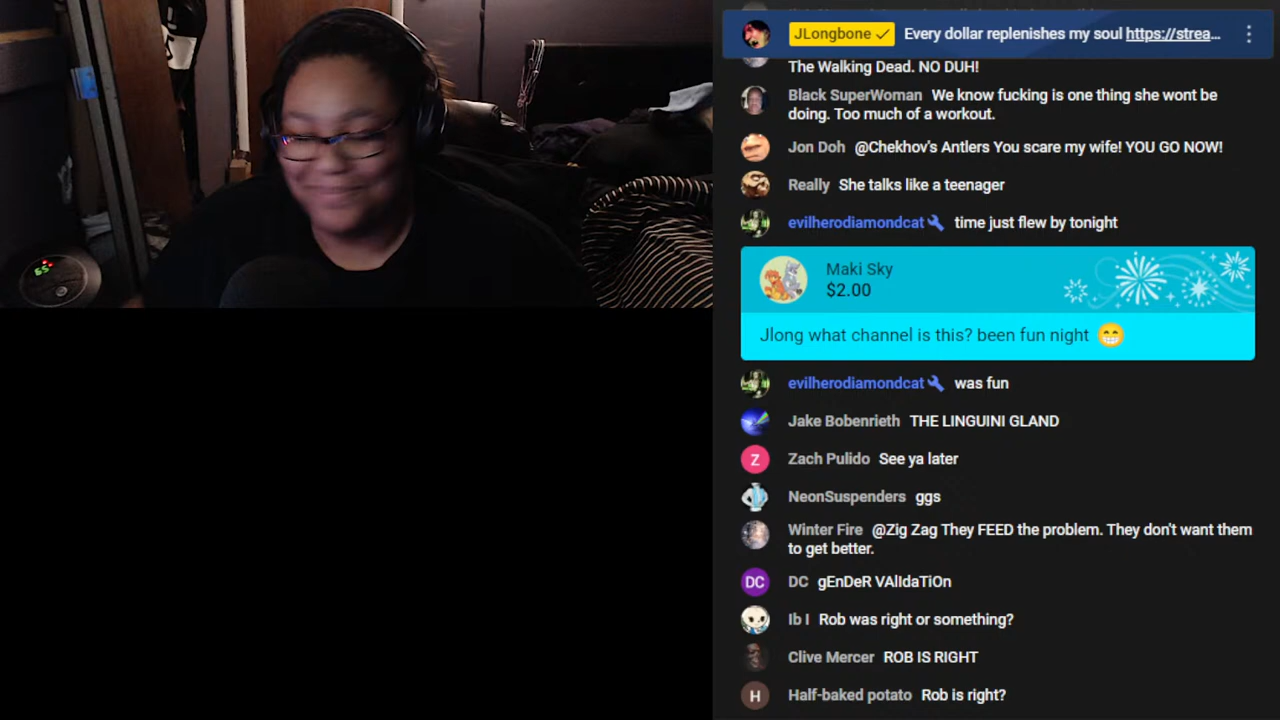 JLongbone ✓ Every dollar replenishes my soul https://strea...
The Walking Dead. NO DUH!
Black SuperWoman We know fucking is one thing she wont be
doing. Too much of a workout.
Jon Doh @Chekhov's Antlers You scare my wife! YOU GO NOW!
Really She talks like a teenager
evilherodiamondcat time just flew by tonight
Maki Sky
$2.00
Jlong what channel is this? been fun night 😁
evilherodiamondcat was fun
Jake Bobenrieth THE LINGUINI GLAND
Z Zach Pulido See ya later
NeonSuspenders ggs
Winter Fire @Zig Zag They FEED the problem. They don't want them
to get better.
DC DC gEnDeR VAlIdaTiOn
Ib I Rob was right or something?
Clive Mercer ROB IS RIGHT
H Half-baked potato Rob is right?
65